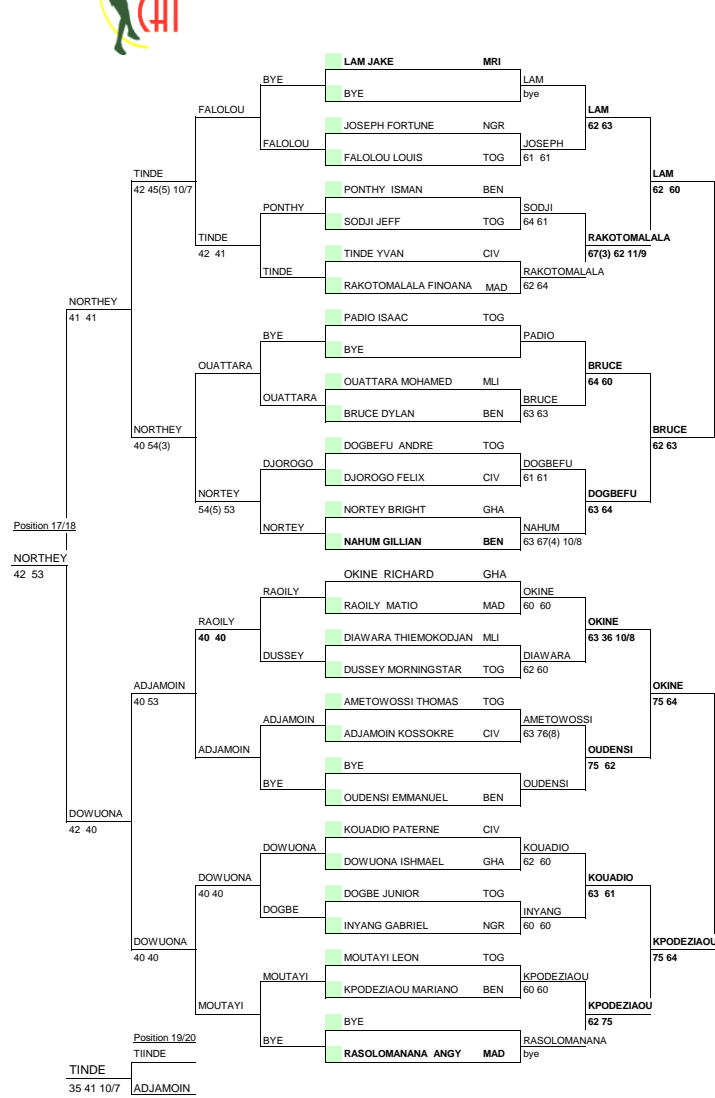 CAT
LAM JAKE MRI
BYE LAM
BYE bye
FALOLOU LAM
JOSEPH FORTUNE NGR 62 63
FALOLOU JOSEPH
FALOLOU LOUIS TOG 61 61
TINDE LAM
42 45(5) 10/7 PONTHY ISMAN BEN 62 60
PONTHY SODJI
SODJI JEFF TOG 64 61
TINDE RAKOTOMALALA
42 41 TINDE YVAN CIV 67(3) 62 11/9
TINDE RAKOTOMALALA
RAKOTOMALALA FINOANA MAD 62 64
NORTHEY
41 41 PADIO ISAAC TOG
BYE PADIO
BYE
OUATTARA BRUCE
OUATTARA MOHAMED MLI 64 60
OUATTARA BRUCE
BRUCE DYLAN BEN 63 63
NORTHEY BRUCE
40 54(3) DOGBEFU ANDRE TOG 62 63
DJOROGO DOGBEFU
DJOROGO FELIX CIV 61 61
NORTEY DOGBEFU
54(5) 53 NORTEY BRIGHT GHA 63 64
Position 17/18 NORTEY NAHUM
NAHUM GILLIAN BEN 63 67(4) 10/8
NORTHEY
42 53 OKINE RICHARD GHA
RAOILY OKINE
RAOILY MATIO MAD 60 60
RAOILY OKINE
40 40 DIAWARA THIEMOKODJAN MLI 63 36 10/8
DUSSEY DIAWARA
DUSSEY MORNINGSTAR TOG 62 60
ADJAMOIN OKINE
40 53 AMETOWOSSI THOMAS TOG 75 64
ADJAMOIN AMETOWOSSI
ADJAMOIN KOSSOKRE CIV 63 76(8)
ADJAMOIN OUDENSI
BYE 75 62
BYE OUDENSI
OUDENSI EMMANUEL BEN
DOWUONA
42 40 KOUADIO PATERNE CIV
DOWUONA KOUADIO
DOWUONA ISHMAEL GHA 62 60
DOWUONA KOUADIO
40 40 DOGBE JUNIOR TOG 63 61
DOGBE INYANG
INYANG GABRIEL NGR 60 60
DOWUONA KPODEZIAOU
40 40 MOUTAYI LEON TOG 75 64
MOUTAYI KPODEZIAOU
KPODEZIAOU MARIANO BEN 60 60
MOUTAYI KPODEZIAOU
BYE 62 75
Position 19/20 BYE RASOLOMANANA
TIINDE RASOLOMANANA ANGY MAD bye
TINDE
35 41 10/7 ADJAMOIN